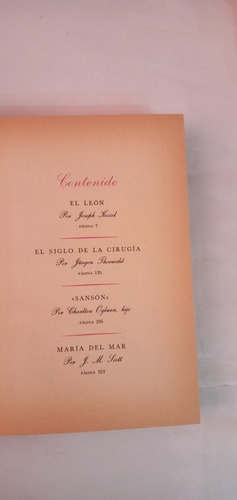 Contenido
EL LEÓN
Por Joseph Kessel
PÁGINA 7
EL SIGLO DE LA CIRUGÍA
Por Jürgen Thorwald
PÁGINA 135
«SANSÓN»
Por Charlton Ogburn, hijo
PÁGINA 295
MARÍA DEL MAR
Por J. M. Scott
PÁGINA 323